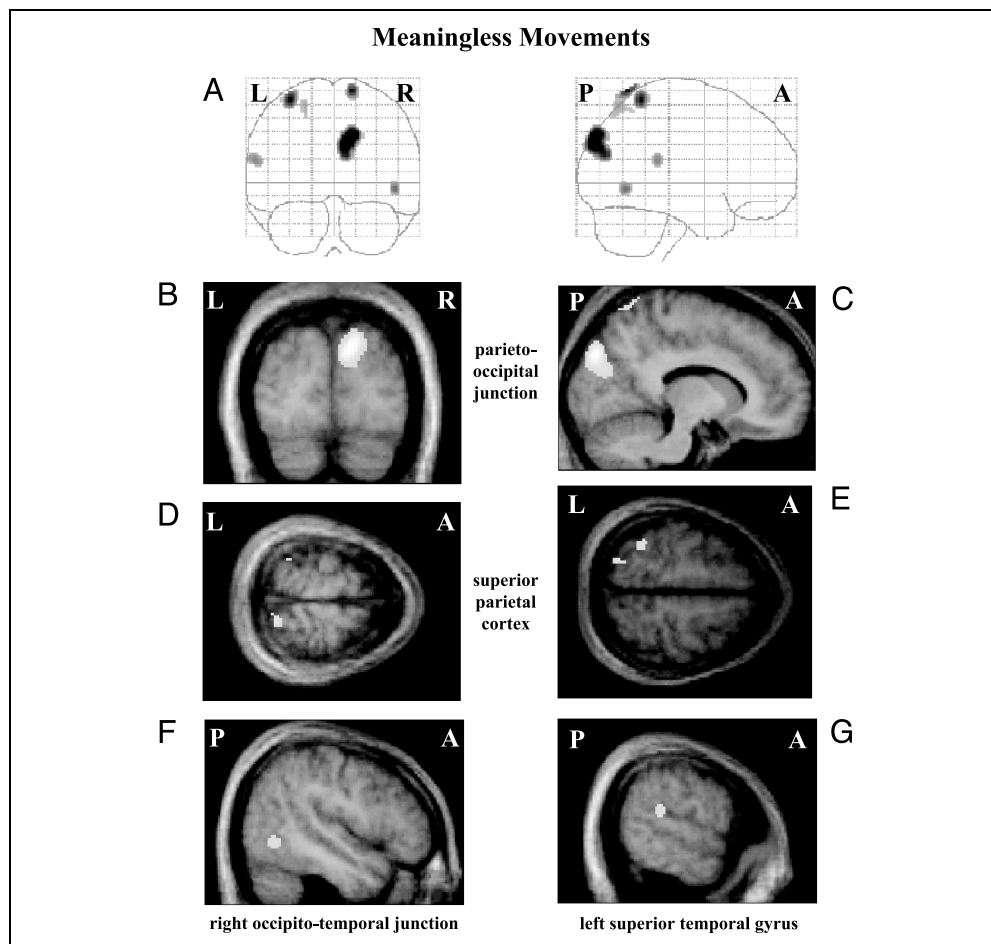 Meaningless Movements
A
L
R
P
A
B
L
R
parieto-
occipital
junction
P
A
C
D
L
A
superior
parietal
cortex
L
A
E
F
P
A
P
A
G
right occipito-temporal junction
left superior temporal gyrus